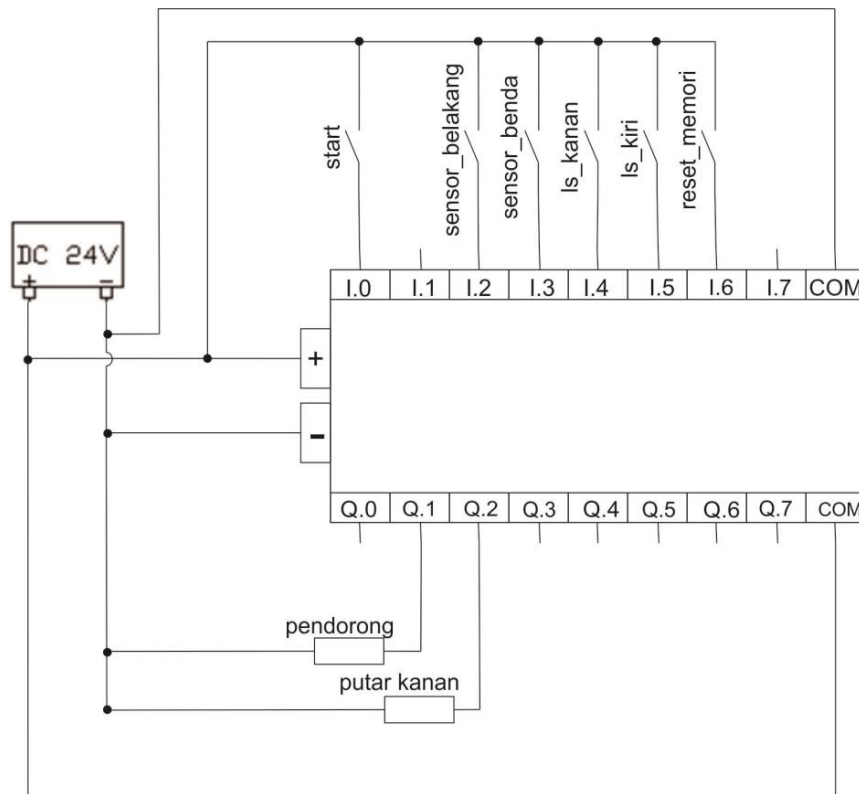 start
sensor_belakang
sensor_benda
ls_kanan
ls_kiri
reset_memori
DC 24V
+ -
I.0 I.1 I.2 I.3 I.4 I.5 I.6 I.7 COM
+
-
Q.0 Q.1 Q.2 Q.3 Q.4 Q.5 Q.6 Q.7 COM
pendorong
putar kanan